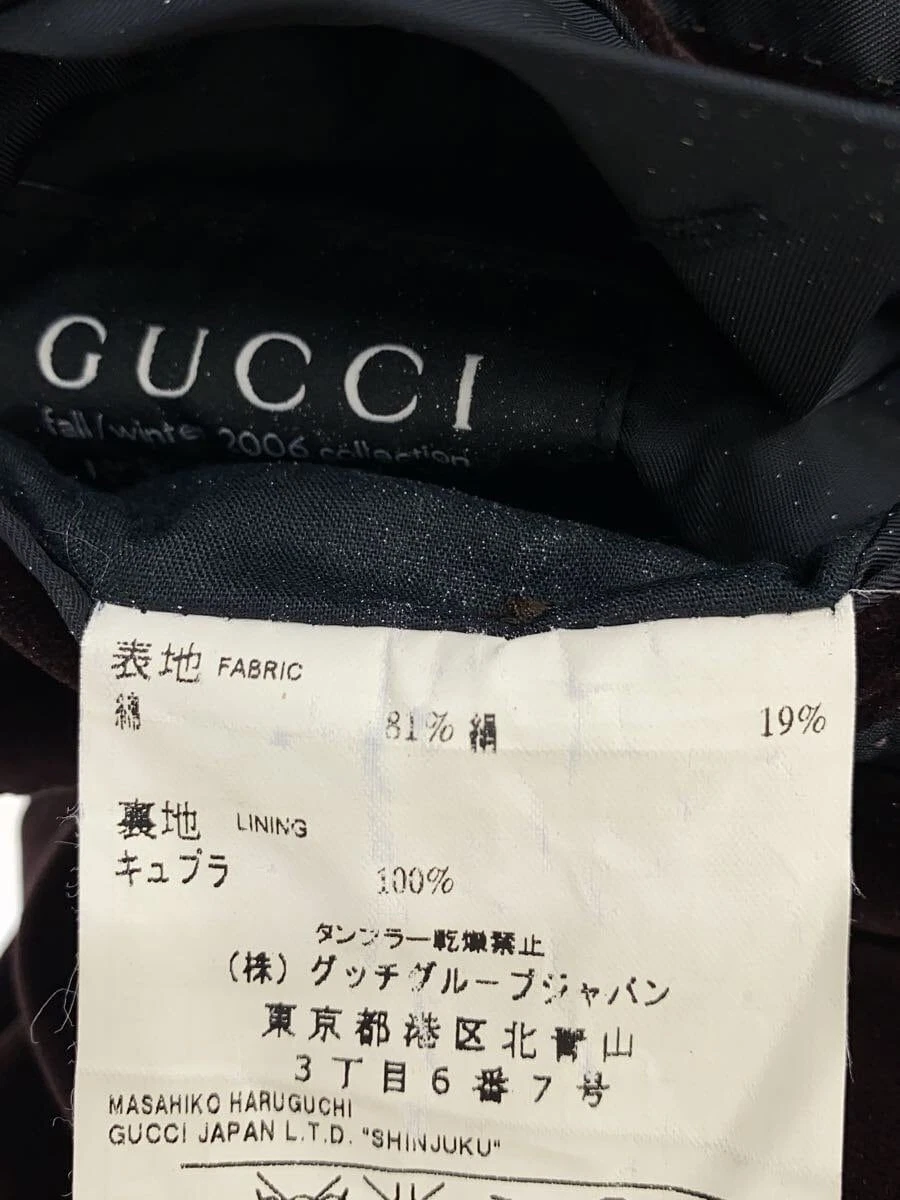 GUCCI
fall/winte 2006 collection
表地 FABRIC
綿 81% 絹 19%
裏地 LINING
キュプラ 100%
タンブラー乾燥禁止
(株) グッチグループジャパン
東京都港区北青山
3丁目6番7号
MASAHIKO HARUGUCHI
GUCCI JAPAN L.T.D. "SHINJUKU"